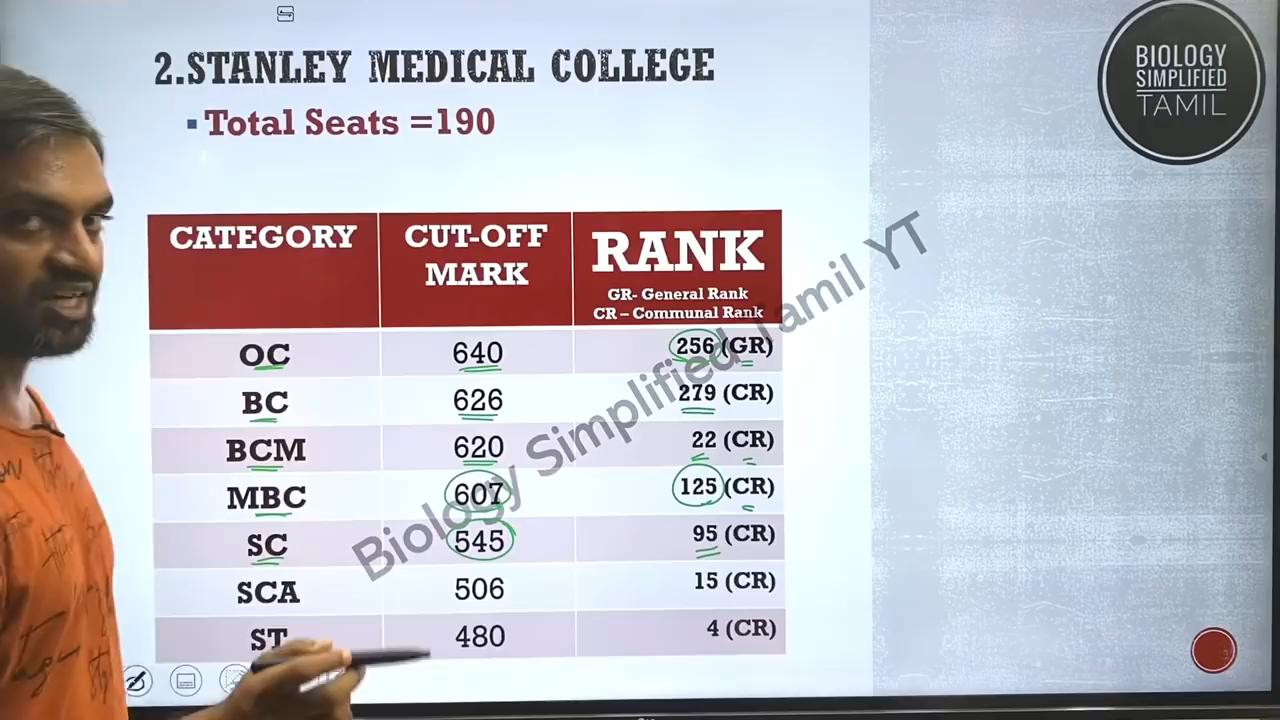 2.STANLEY MEDICAL COLLEGE
Total Seats =190
BIOLOGY
SIMPLIFIED
TAMIL
CATEGORY CUT-OFF MARK RANK
GR- General Rank
CR – Communal Rank
OC 640 256 (GR)
BC 626 279 (CR)
BCM 620 22 (CR)
MBC 607 125 (CR)
SC 545 95 (CR)
SCA 506 15 (CR)
ST 480 4 (CR)
Biology Simplified Tamil YT